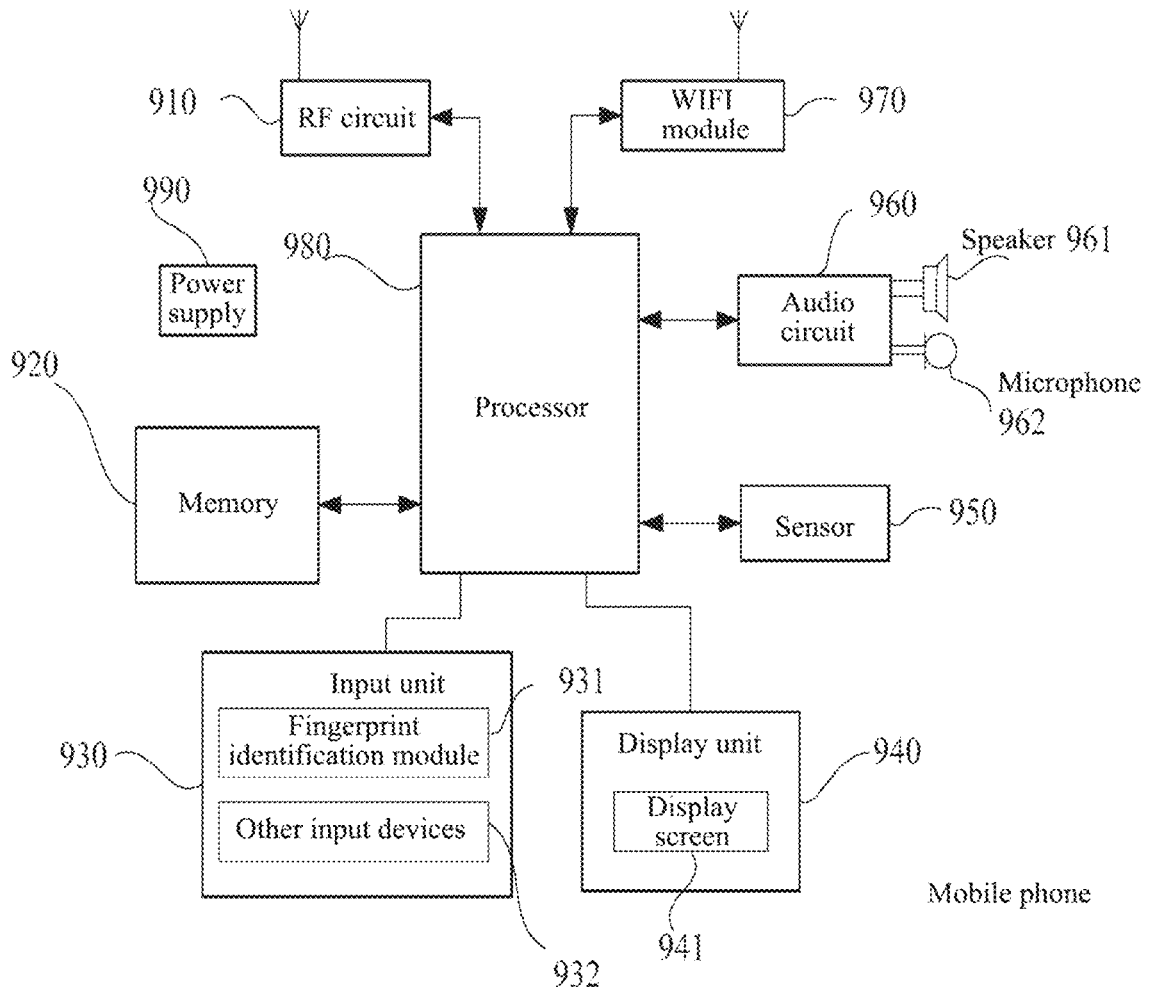 910
RF circuit
WIFI
module
970
990
Power
supply
980
960
Speaker 961
Audio
circuit
Microphone
962
920
Processor
Memory
Sensor
950
Input unit
931
Fingerprint
identification module
930
Other input devices
932
Display unit
940
Display
screen
941
Mobile phone